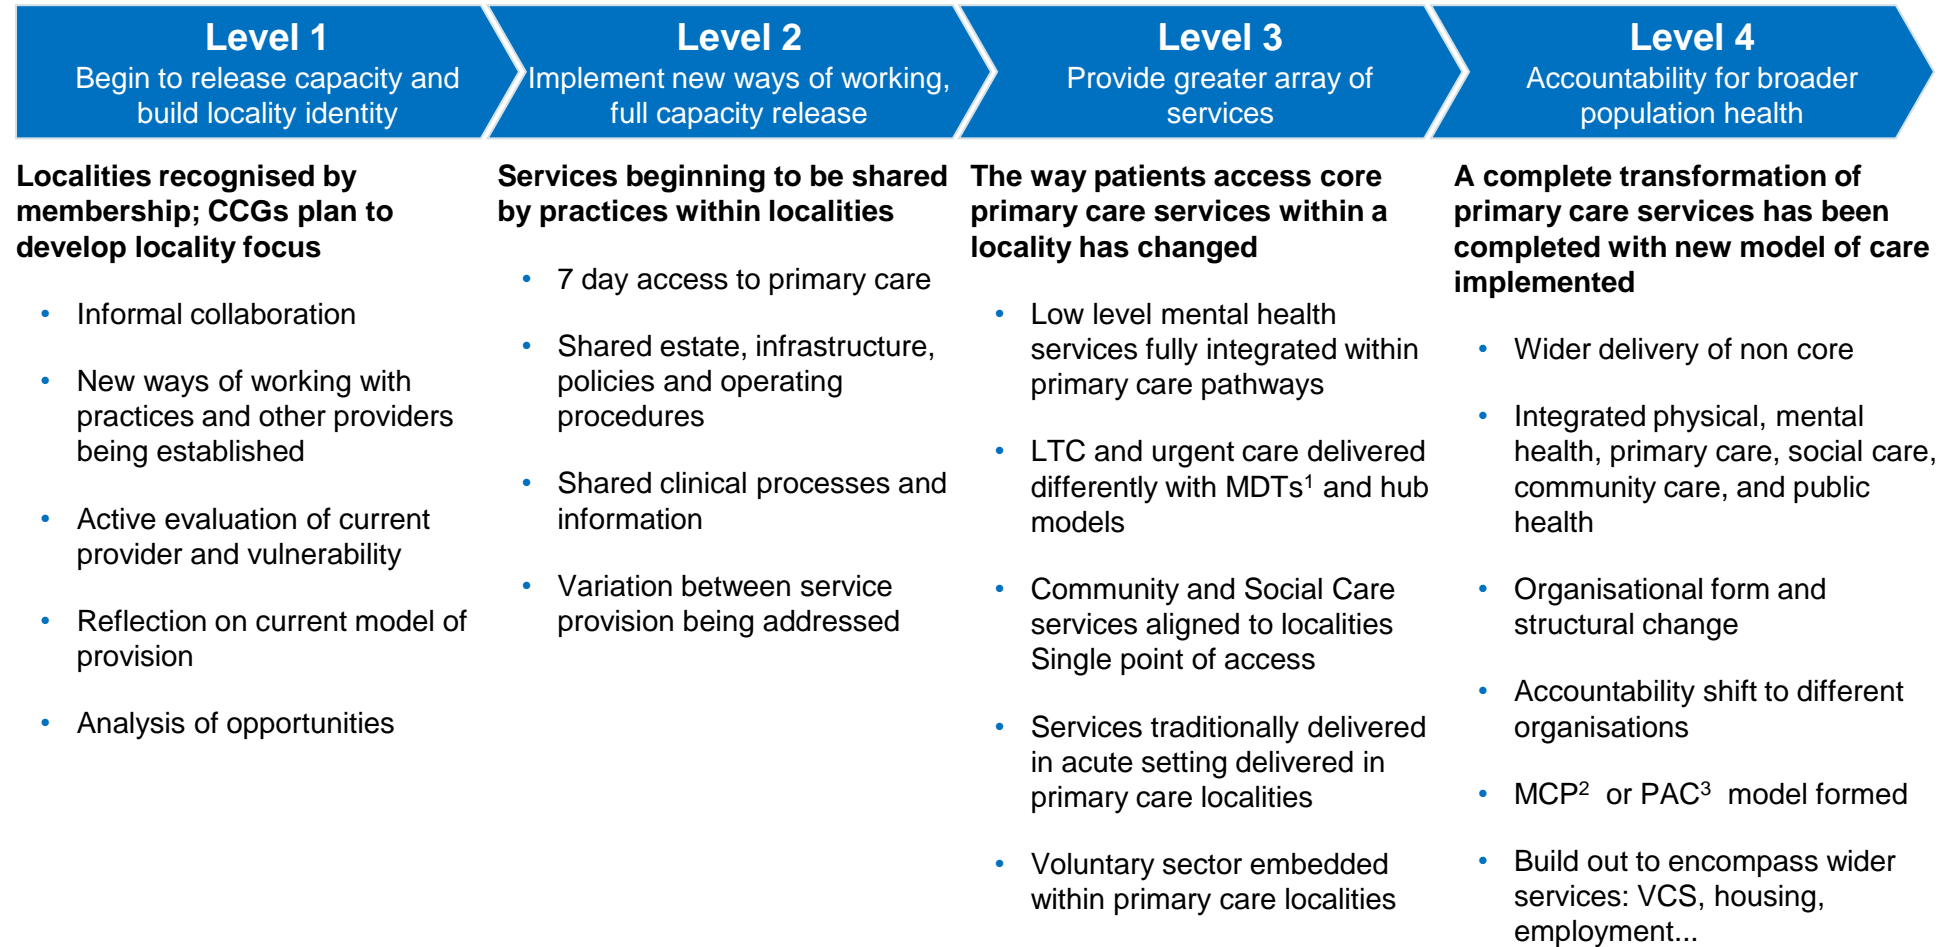 Level 1
Begin to release capacity and
build locality identity
Level 2
Implement new ways of working,
full capacity release
Level 3
Provide greater array of
services
Level 4
Accountability for broader
population health
Localities recognised by
membership; CCGs plan to
develop locality focus
• Informal collaboration
• New ways of working with
practices and other providers
being established
• Active evaluation of current
provider and vulnerability
• Reflection on current model of
provision
• Analysis of opportunities
Services beginning to be shared
by practices within localities
• 7 day access to primary care
• Shared estate, infrastructure,
policies and operating
procedures
• Shared clinical processes and
information
• Variation between service
provision being addressed
The way patients access core
primary care services within a
locality has changed
• Low level mental health
services fully integrated within
primary care pathways
• LTC and urgent care delivered
differently with MDTs¹ and hub
models
• Community and Social Care
services aligned to localities
Single point of access
• Services traditionally delivered
in acute setting delivered in
primary care localities
• Voluntary sector embedded
within primary care localities
A complete transformation of
primary care services has been
completed with new model of care
implemented
• Wider delivery of non core
• Integrated physical, mental
health, primary care, social care,
community care, and public
health
• Organisational form and
structural change
• Accountability shift to different
organisations
• MCP² or PAC³ model formed
• Build out to encompass wider
services: VCS, housing,
employment...